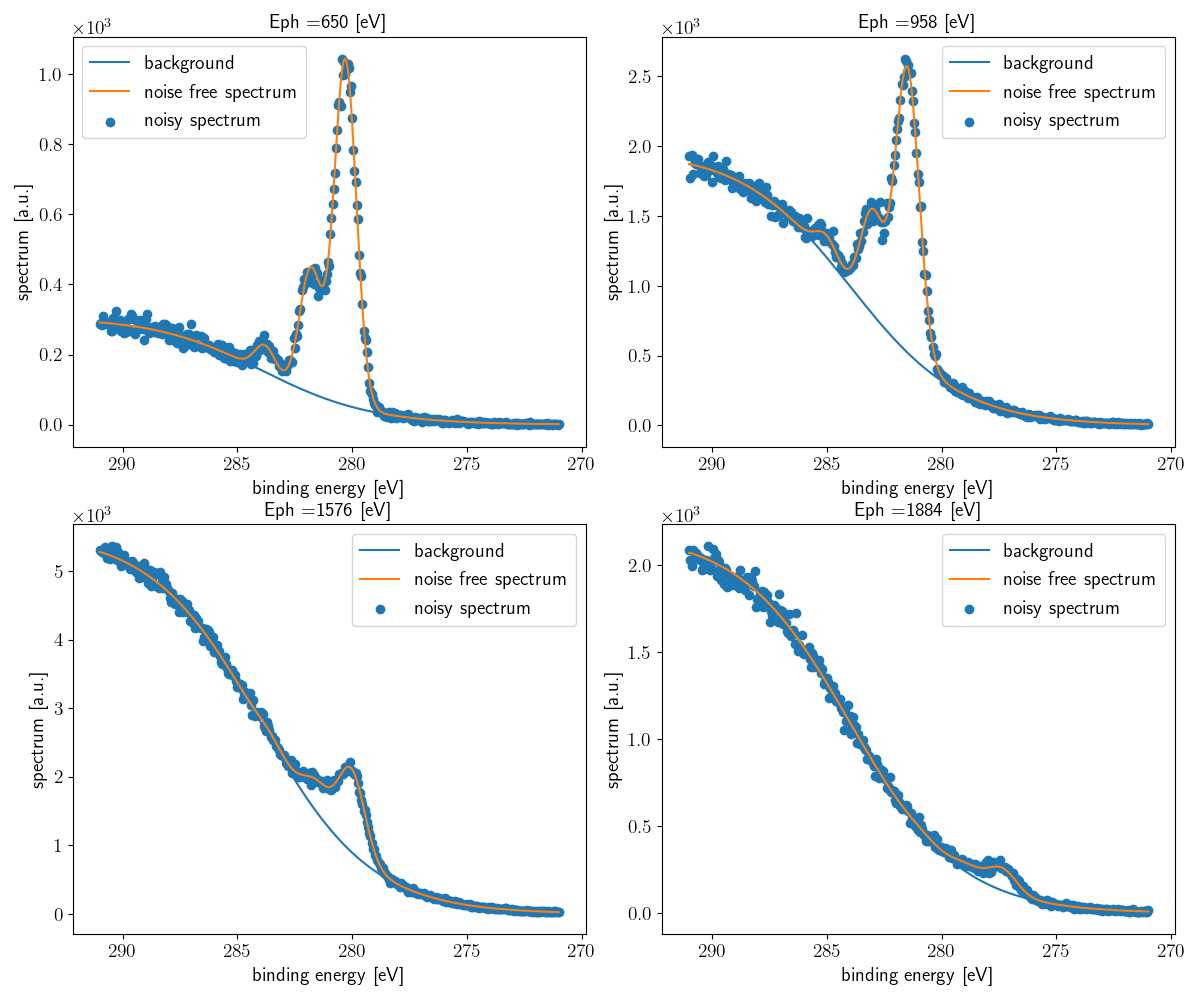 Eph =650 [eV]
×10³
background
noise free spectrum
noisy spectrum
1.0
0.8
0.6
0.4
0.2
0.0
spectrum [a.u.]
290 285 280 275 270
binding energy [eV]
Eph =958 [eV]
×10³
background
noise free spectrum
noisy spectrum
2.5
2.0
1.5
1.0
0.5
0.0
spectrum [a.u.]
290 285 280 275 270
binding energy [eV]
Eph =1576 [eV]
×10³
background
noise free spectrum
noisy spectrum
5
4
3
2
1
0
spectrum [a.u.]
290 285 280 275 270
binding energy [eV]
Eph =1884 [eV]
×10³
background
noise free spectrum
noisy spectrum
2.0
1.5
1.0
0.5
0.0
spectrum [a.u.]
290 285 280 275 270
binding energy [eV]